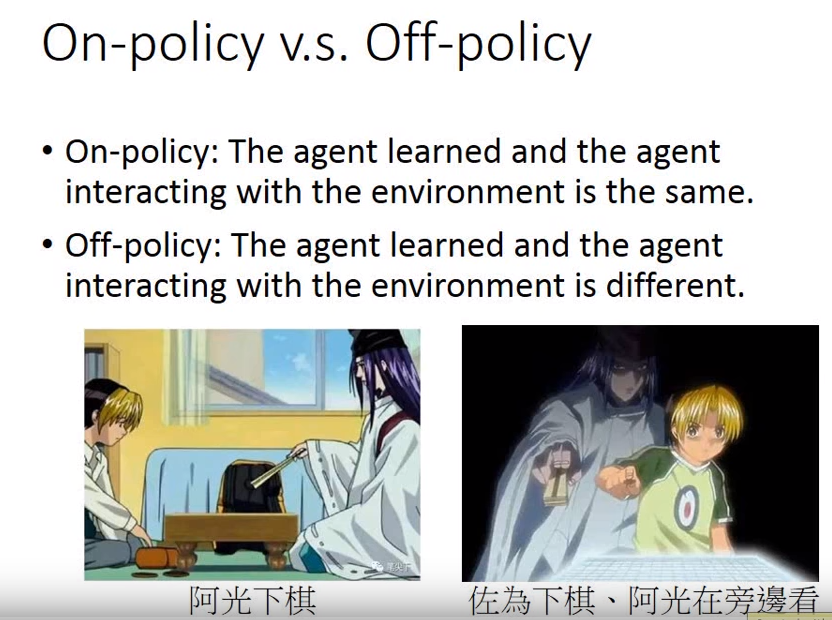 On-policy v.s. Off-policy
• On-policy: The agent learned and the agent
interacting with the environment is the same.
• Off-policy: The agent learned and the agent
interacting with the environment is different.
阿光下棋
佐為下棋、阿光在旁邊看